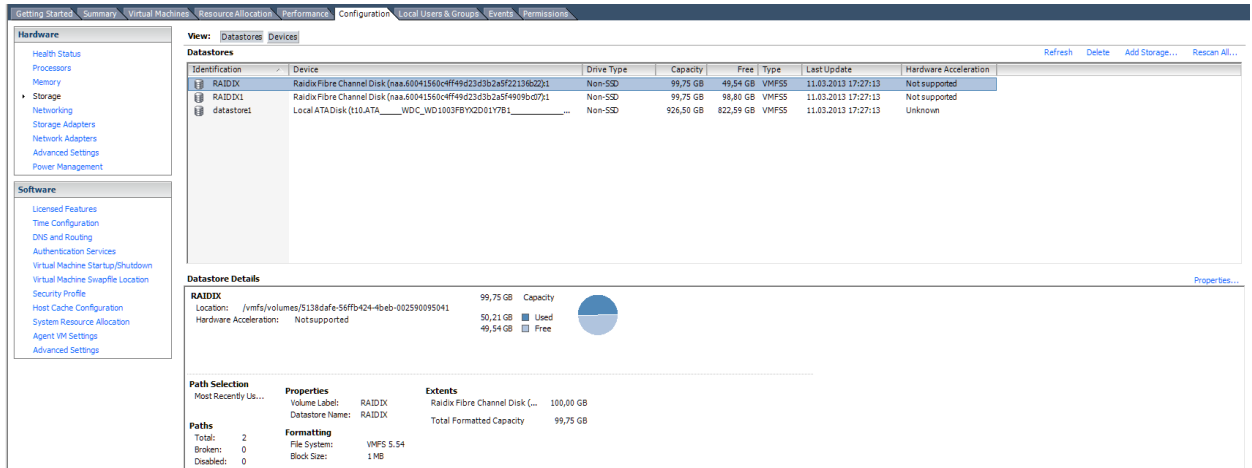 Getting Started Summary Virtual Machines Resource Allocation Performance Configuration Local Users & Groups Events Permissions
Hardware
Health Status
Processors
Memory
Storage
Networking
Storage Adapters
Network Adapters
Advanced Settings
Power Management
Software
Licensed Features
Time Configuration
DNS and Routing
Authentication Services
Virtual Machine Startup/Shutdown
Virtual Machine Swapfile Location
Security Profile
Host Cache Configuration
System Resource Allocation
Agent VM Settings
Advanced Settings
View: Datastores Devices
Datastores Refresh Delete Add Storage... Rescan All...
Identification Device Drive Type Capacity Free Type Last Update Hardware Acceleration
RAIDIX Raidix Fibre Channel Disk (naa.60041560c4ff49d23d3b2a5f22136b22):1 Non-SSD 99,75 GB 49,54 GB VMFS5 11.03.2013 17:27:13 Not supported
RAIDIX1 Raidix Fibre Channel Disk (naa.60041560c4ff49d23d3b2a5f4909bd07):1 Non-SSD 99,75 GB 98,80 GB VMFS5 11.03.2013 17:27:13 Not supported
datastore1 Local ATA Disk (t10.ATA_____WDC_WD1003FBYX2D01Y7B1____________... Non-SSD 926,50 GB 822,59 GB VMFS5 11.03.2013 17:27:13 Unknown
Datastore Details Properties...
RAIDIX 99,75 GB Capacity
Location: /vmfs/volumes/5138dafe-56ffb424-4beb-002590095041
Hardware Acceleration: Not supported 50,21 GB Used
49,54 GB Free
Path Selection
Most Recently Us...
Paths
Total: 2
Broken: 0
Disabled: 0
Properties
Volume Label: RAIDIX
Datastore Name: RAIDIX
Formatting
File System: VMFS 5.54
Block Size: 1 MB
Extents
Raidix Fibre Channel Disk (... 100,00 GB
Total Formatted Capacity 99,75 GB